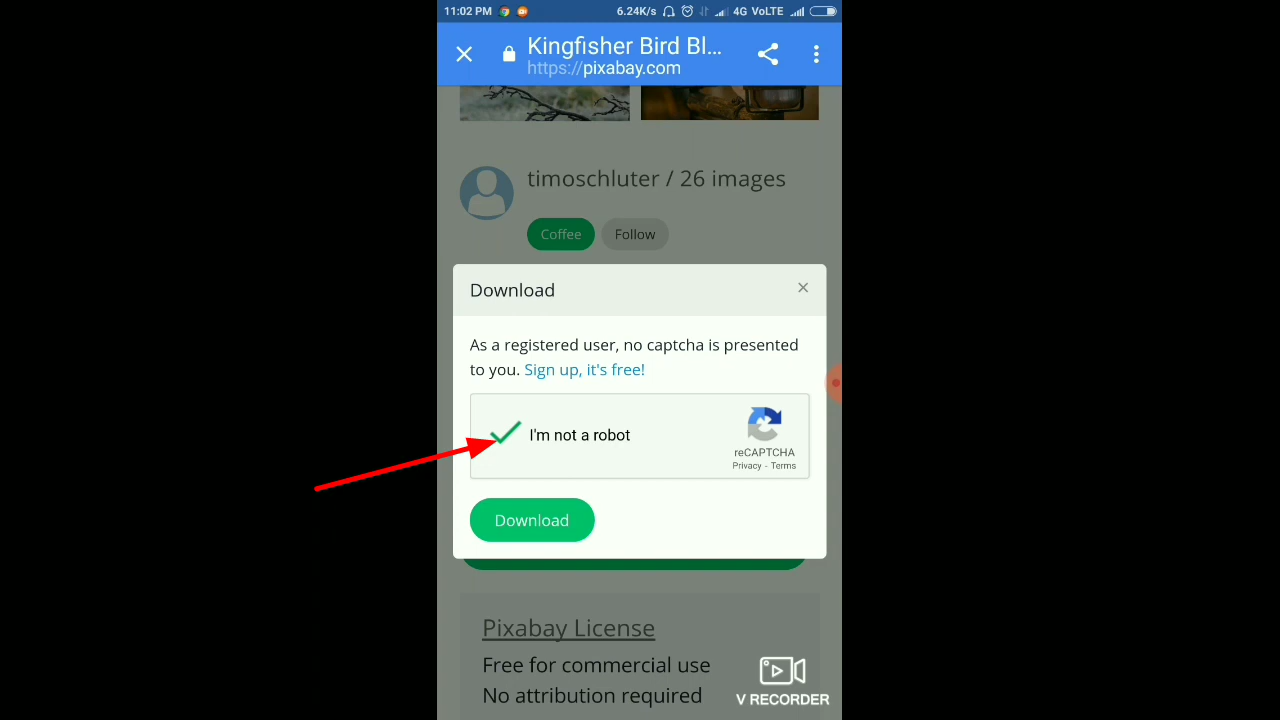 11:02 PM 6.24K/s 4G VoLTE
Kingfisher Bird Bl...
https://pixabay.com
timoschluter / 26 images
Coffee Follow
Download ×
As a registered user, no captcha is presented
to you. Sign up, it's free!
I'm not a robot
reCAPTCHA
Privacy - Terms
Download
Pixabay License
Free for commercial use
No attribution required
V RECORDER